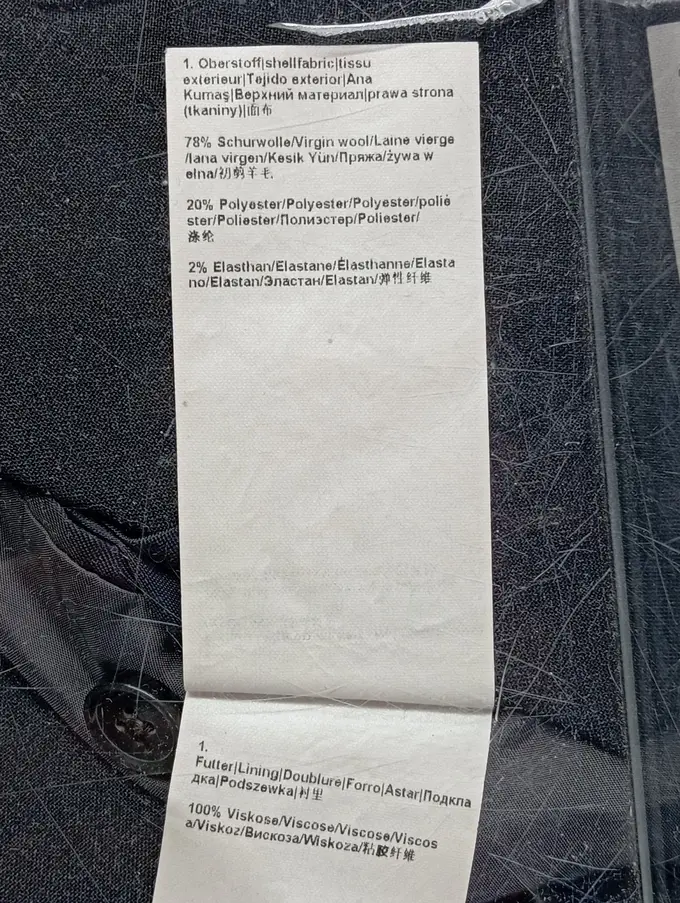 1. Oberstoff|shellfabric|tissu
exterieur|Tejido exterior|Ana
Kumaş|Верхний материал|prawa strona
(tkaniny)|面布
78% Schurwolle/Virgin wool/Laine vierge
/lana virgen/Kesik Yün/Пряжа/żywa w
elna/初剪羊毛
20% Polyester/Polyester/Polyester/polié
ster/Poliester/Полиэстер/Poliester/
涤纶
2% Elasthan/Elastane/Élasthanne/Elasta
no/Elastan/Эластан/Elastan/弹性纤维
1.
Futter|Lining|Doublure|Forro|Astar|Подкла
дка|Podszewka|衬里
100% Viskose/Viscose/Viscose/Viscos
a/Viskoz/Вискоза/Wiskoza/粘胶纤维